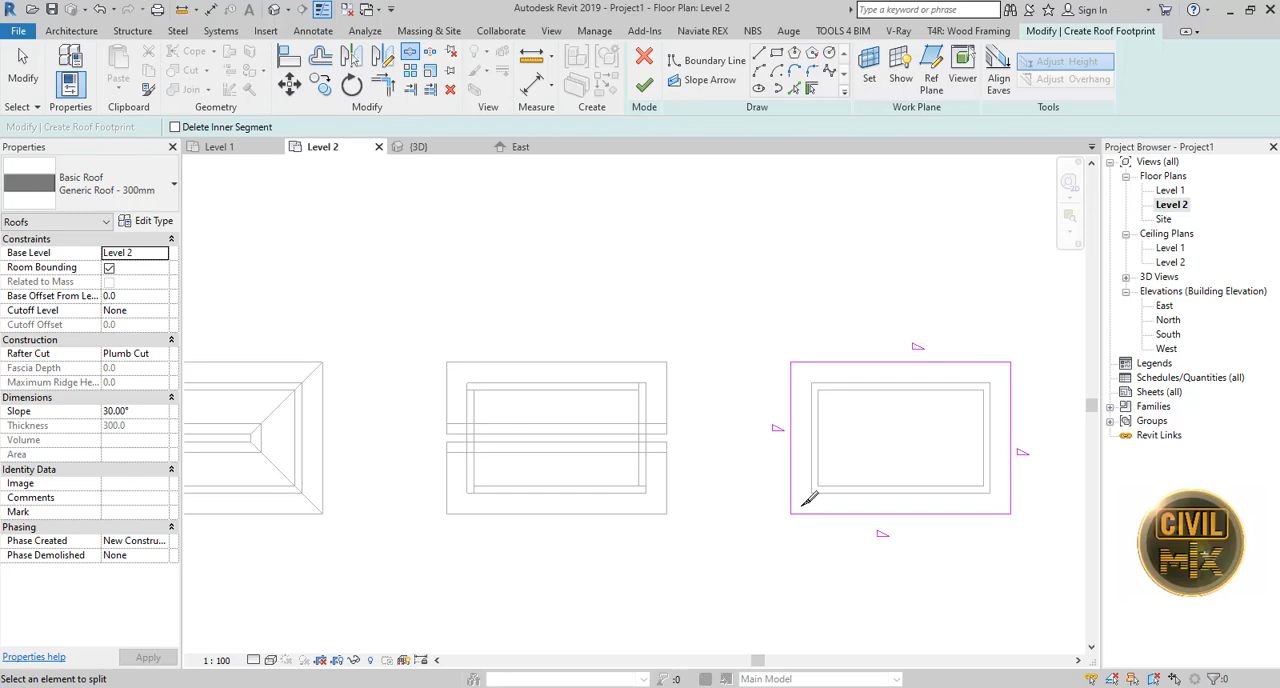 Autodesk Revit 2019 - Project1 - Floor Plan: Level 2
Type a keyword or phrase
Sign In
File
Architecture
Structure
Steel
Systems
Insert
Annotate
Analyze
Massing & Site
Collaborate
View
Manage
Add-Ins
Naviate REX
NBS
Auge
TOOLS 4 BIM
V-Ray
T4R: Wood Framing
Modify | Create Roof Footprint
Modify
Select
Properties
Paste
Clipboard
Cope
Cut
Join
Geometry
Modify
View
Measure
Create
Mode
Boundary Line
Slope Arrow
Draw
Set
Show
Ref
Plane
Viewer
Work Plane
Align
Eaves
Adjust Height
Adjust Overhang
Tools
Modify | Create Roof Footprint
Delete Inner Segment
Properties
Basic Roof
Generic Roof - 300mm
Roofs
Edit Type
Constraints
Base Level Level 2
Room Bounding
Related to Mass
Base Offset From Le... 0.0
Cutoff Level None
Cutoff Offset 0.0
Construction
Rafter Cut Plumb Cut
Fascia Depth 0.0
Maximum Ridge He... 0.0
Dimensions
Slope 30.00°
Thickness 300.0
Volume
Area
Identity Data
Image
Comments
Mark
Phasing
Phase Created New Constru...
Phase Demolished None
Properties help
Apply
Level 1
Level 2
{3D}
East
2D
Project Browser - Project1
Views (all)
Floor Plans
Level 1
Level 2
Site
Ceiling Plans
Level 1
Level 2
3D Views
Elevations (Building Elevation)
East
North
South
West
Legends
Schedules/Quantities (all)
Sheets (all)
Families
Groups
Revit Links
CIVIL
MIX
1 : 100
Select an element to split
:0
Main Model
:0